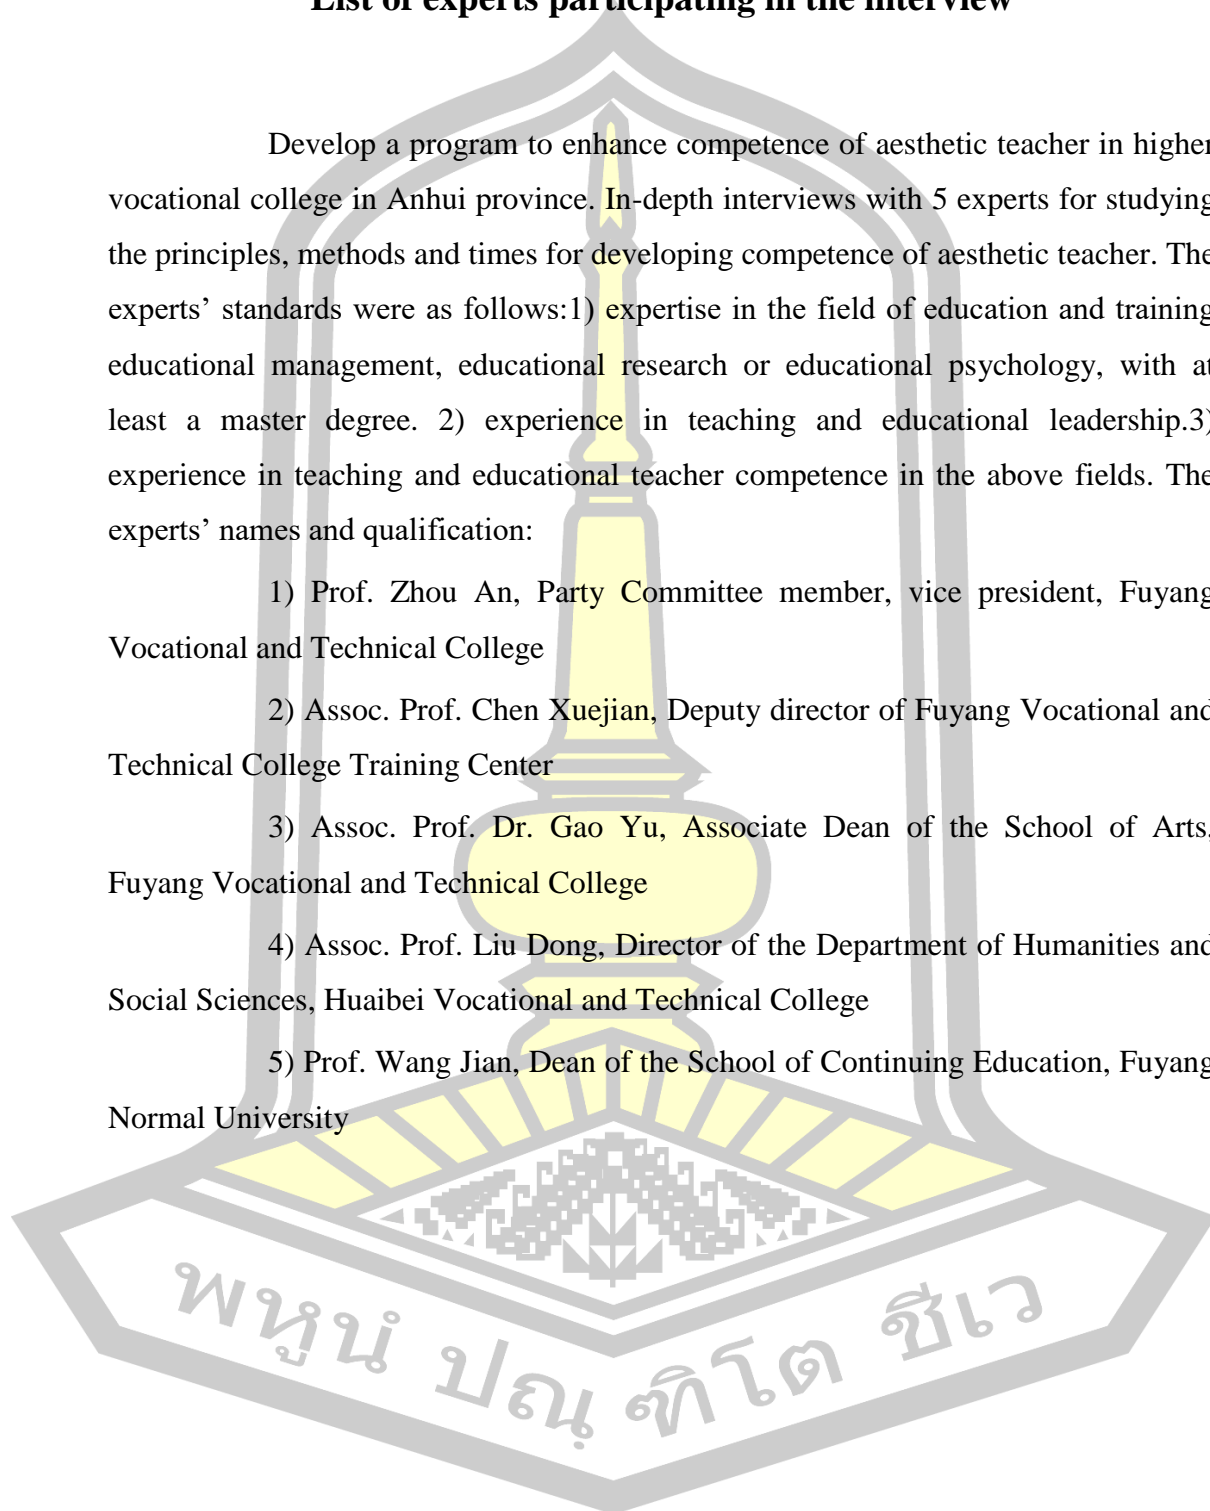 List of experts participating in the interview
Develop a program to enhance competence of aesthetic teacher in higher
vocational college in Anhui province. In-depth interviews with 5 experts for studying
the principles, methods and times for developing competence of aesthetic teacher. The
experts’ standards were as follows:1) expertise in the field of education and training
educational management, educational research or educational psychology, with at
least a master degree. 2) experience in teaching and educational leadership.3)
experience in teaching and educational teacher competence in the above fields. The
experts’ names and qualification:
1) Prof. Zhou An, Party Committee member, vice president, Fuyang
Vocational and Technical College
2) Assoc. Prof. Chen Xuejian, Deputy director of Fuyang Vocational and
Technical College Training Center
3) Assoc. Prof. Dr. Gao Yu, Associate Dean of the School of Arts,
Fuyang Vocational and Technical College
4) Assoc. Prof. Liu Dong, Director of the Department of Humanities and
Social Sciences, Huaibei Vocational and Technical College
5) Prof. Wang Jian, Dean of the School of Continuing Education, Fuyang
Normal University
พหูนํ ปณฺฑิโต ชีเว